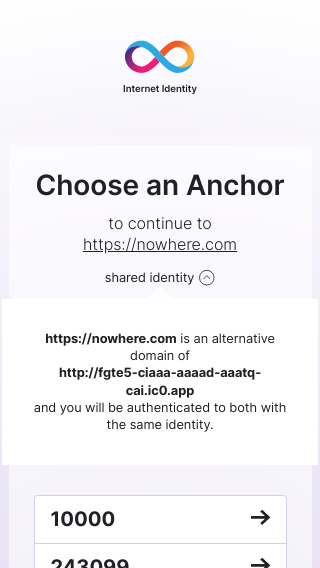 Internet Identity
Choose an Anchor
to continue to
https://nowhere.com
shared identity
https://nowhere.com is an alternative
domain of
http://fgte5-ciaaa-aaaad-aaatq-
cai.ic0.app
and you will be authenticated to both with
the same identity.
10000
243099